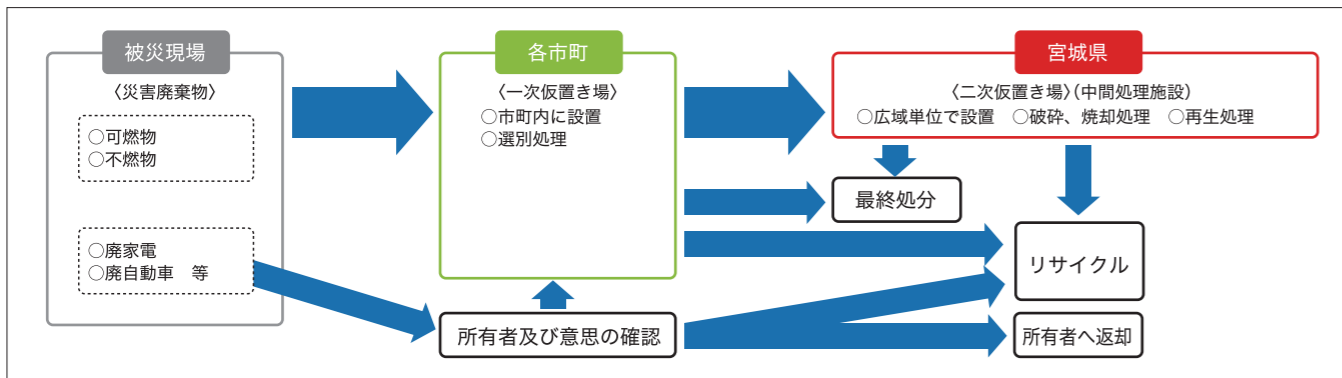 被災現場
〈災害廃棄物〉
○可燃物
○不燃物
○廃家電
○廃自動車　等
各市町
〈一次仮置き場〉
○市町内に設置
○選別処理
所有者及び意思の確認
宮城県
〈二次仮置き場〉（中間処理施設）
○広域単位で設置　○破砕、焼却処理　○再生処理
最終処分
リサイクル
所有者へ返却